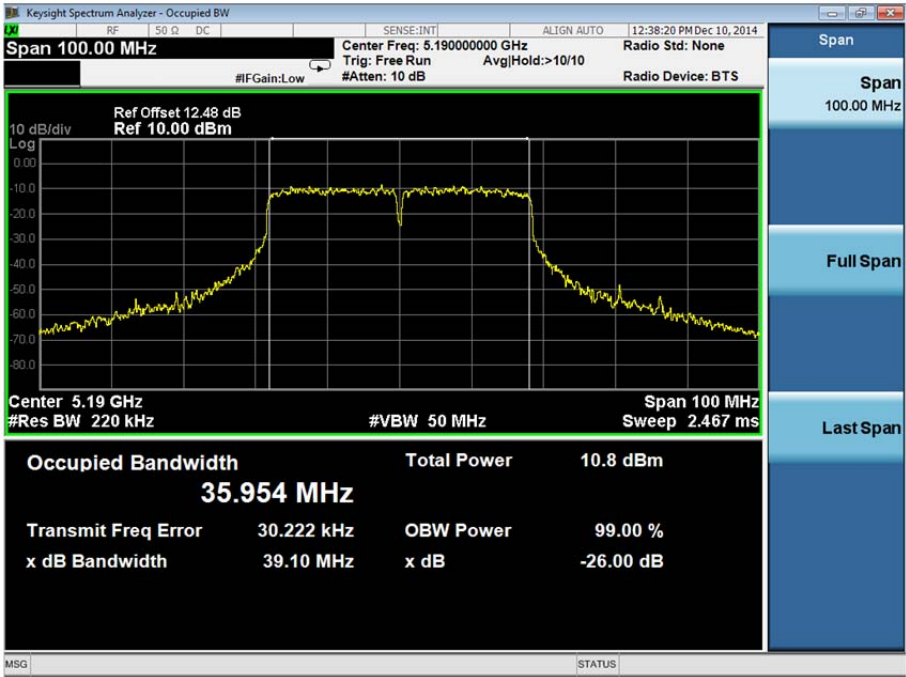 Keysight Spectrum Analyzer - Occupied BW
LXI RF 50 Ω DC SENSE:INT ALIGN AUTO 12:38:20 PM Dec 10, 2014
Span 100.00 MHz Center Freq: 5.190000000 GHz Radio Std: None Span
Trig: Free Run Avg|Hold:>10/10
#IFGain:Low #Atten: 10 dB Radio Device: BTS
Span
100.00 MHz
Ref Offset 12.48 dB
10 dB/div Ref 10.00 dBm
Log
0.00
-10.0
-20.0
-30.0
-40.0
-50.0
-60.0
-70.0
-80.0
Full Span
Center 5.19 GHz Span 100 MHz
#Res BW 220 kHz #VBW 50 MHz Sweep 2.467 ms
Last Span
Occupied Bandwidth Total Power 10.8 dBm
35.954 MHz
Transmit Freq Error 30.222 kHz OBW Power 99.00 %
x dB Bandwidth 39.10 MHz x dB -26.00 dB
MSG STATUS